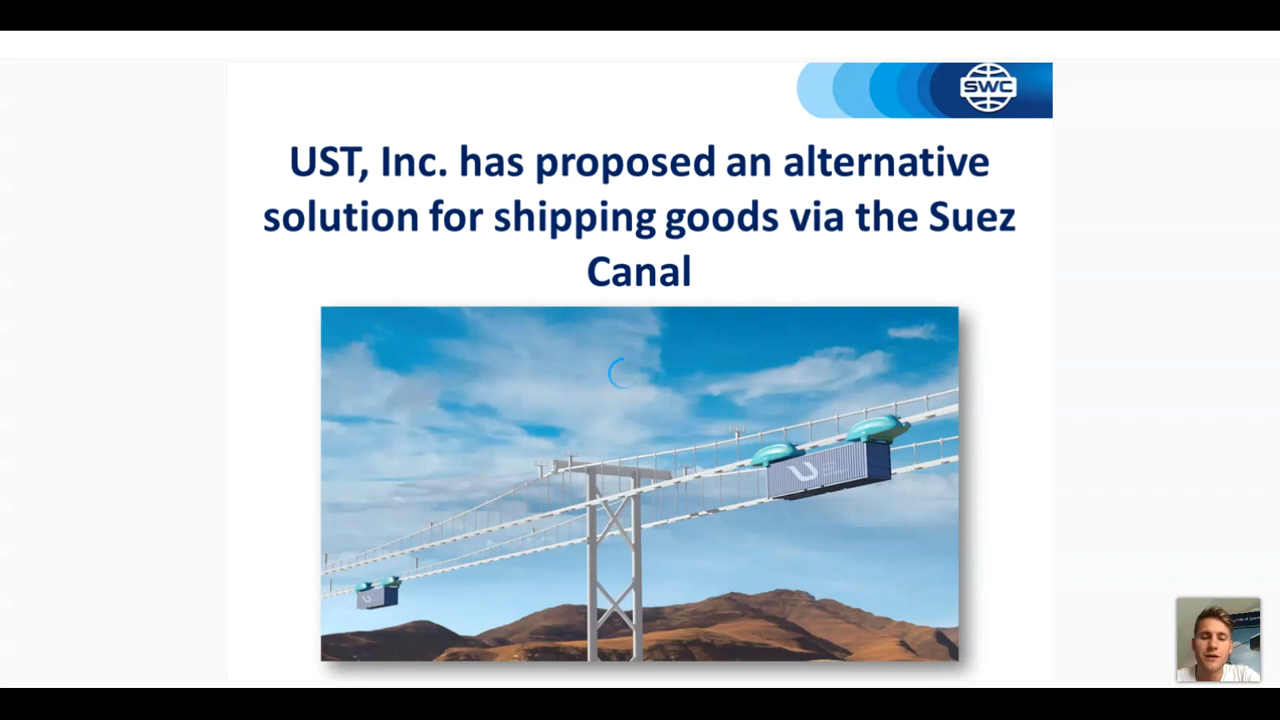 SWC
UST, Inc. has proposed an alternative
solution for shipping goods via the Suez
Canal
U